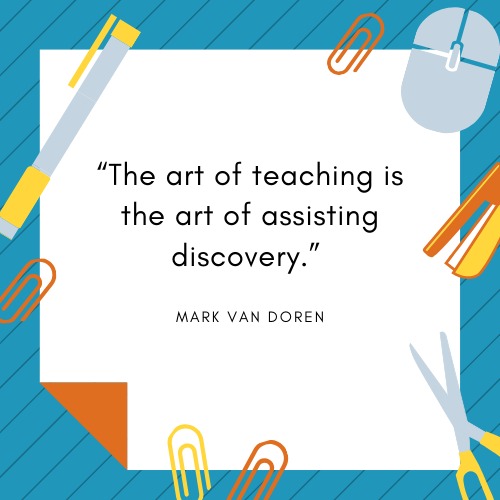 “The art of teaching is
the art of assisting
discovery.”
MARK VAN DOREN